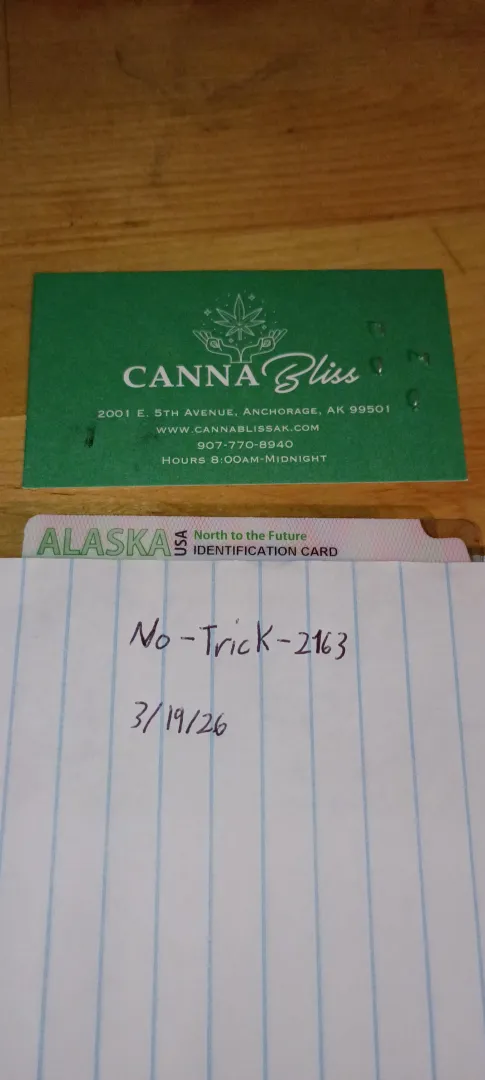 CANNA Bliss
2001 E. 5TH AVENUE, ANCHORAGE, AK 99501
WWW.CANNABLISSAK.COM
907-770-8940
HOURS 8:00AM-MIDNIGHT
ALASKA USA North to the Future
IDENTIFICATION CARD
No-Trick-2163
3/19/26